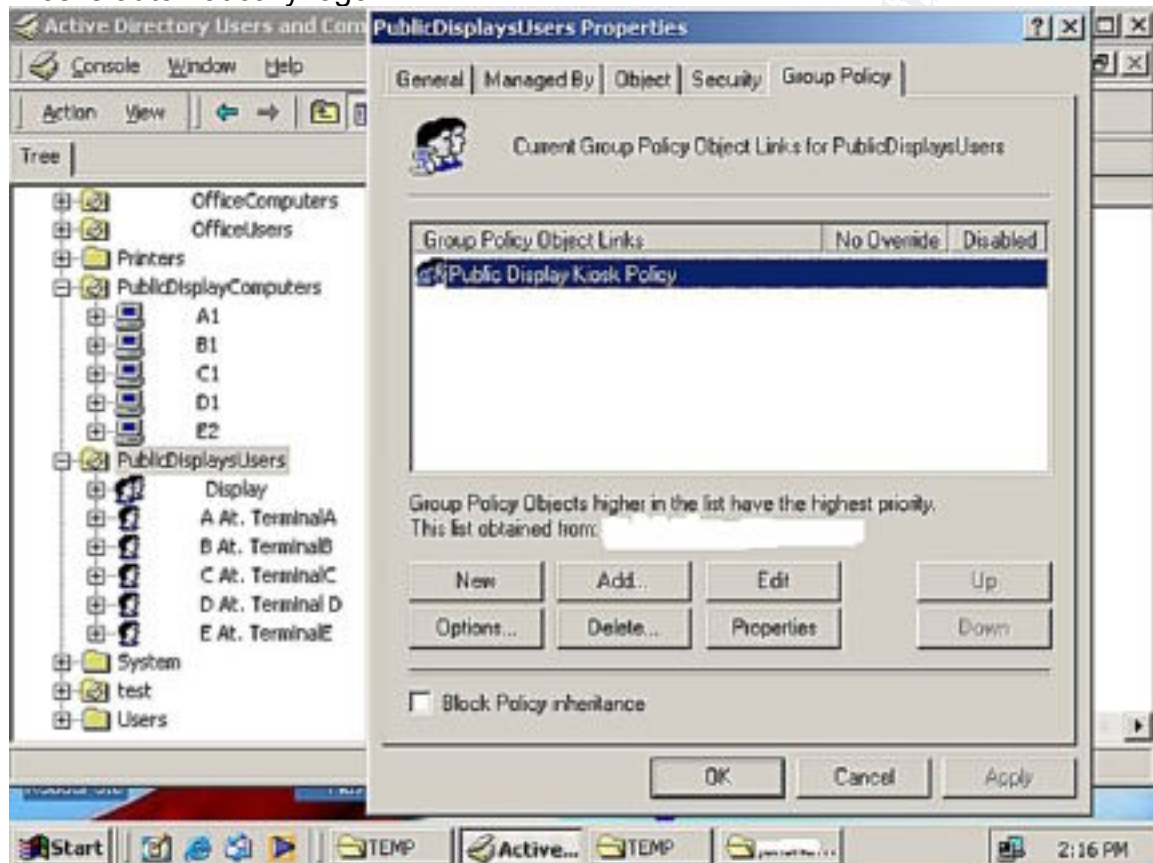 Active Directory Users and Com
Console Window Help
Action View
Tree
OfficeComputers
OfficeUsers
Printers
PublicDisplayComputers
A1
B1
C1
D1
E2
PublicDisplaysUsers
Display
A At. TerminalA
B At. TerminalB
C At. TerminalC
D At. Terminal D
E At. TerminalE
System
test
Users
PublicDisplaysUsers Properties
General Managed By Object Security Group Policy
Current Group Policy Object Links for PublicDisplaysUsers
Group Policy Object Links No Override Disabled
Public Display Kiosk Policy
Group Policy Objects higher in the list have the highest priority.
This list obtained from:
New Add... Edit Up
Options... Delete... Properties Down
Block Policy inheritance
OK Cancel Apply
Start TEMP Active... TEMP 2:16 PM